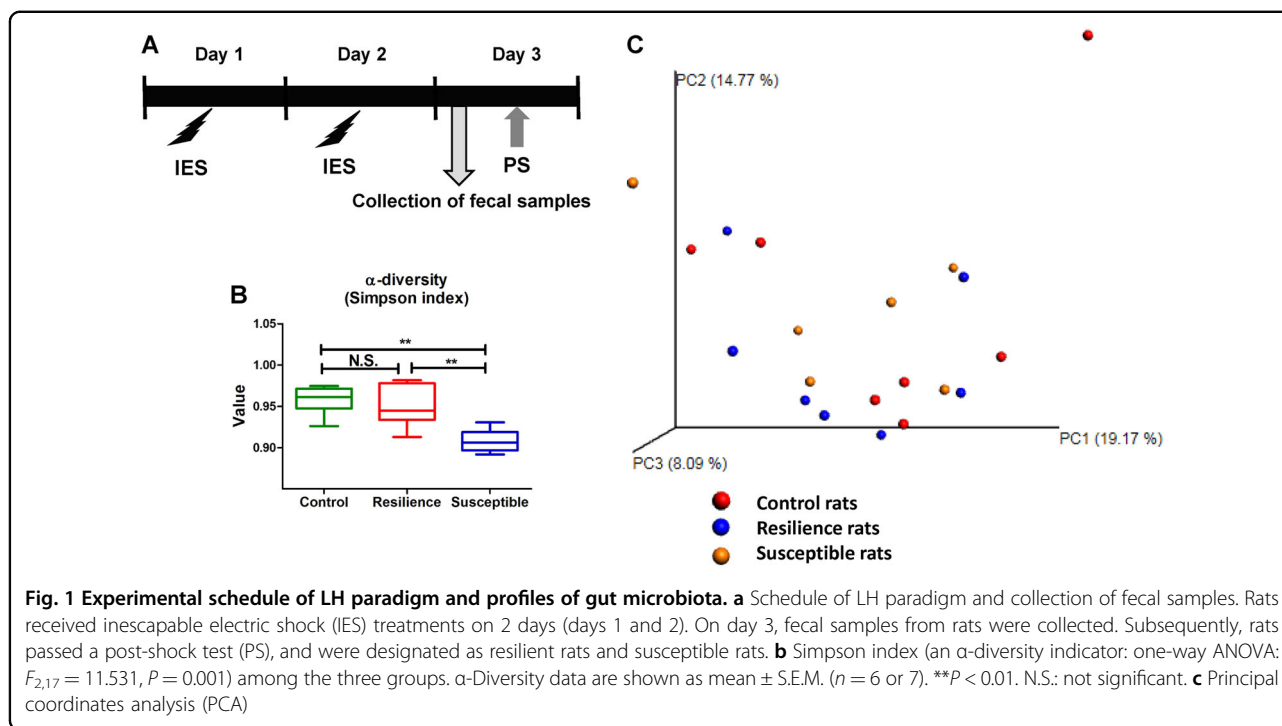 A
Day 1 Day 2 Day 3
IES IES PS
Collection of fecal samples
B
α-diversity
(Simpson index)
Value
1.05
1.00
0.95
0.90
**
N.S. **
Control Resilience Susceptible
C
PC2 (14.77 %)
PC1 (19.17 %)
PC3 (8.09 %)
Control rats
Resilience rats
Susceptible rats
Fig. 1 Experimental schedule of LH paradigm and profiles of gut microbiota. a Schedule of LH paradigm and collection of fecal samples. Rats
received inescapable electric shock (IES) treatments on 2 days (days 1 and 2). On day 3, fecal samples from rats were collected. Subsequently, rats
passed a post-shock test (PS), and were designated as resilient rats and susceptible rats. b Simpson index (an α-diversity indicator: one-way ANOVA:
F2,17 = 11.531, P = 0.001) among the three groups. α-Diversity data are shown as mean ± S.E.M. (n = 6 or 7). **P < 0.01. N.S.: not significant. c Principal
coordinates analysis (PCA)